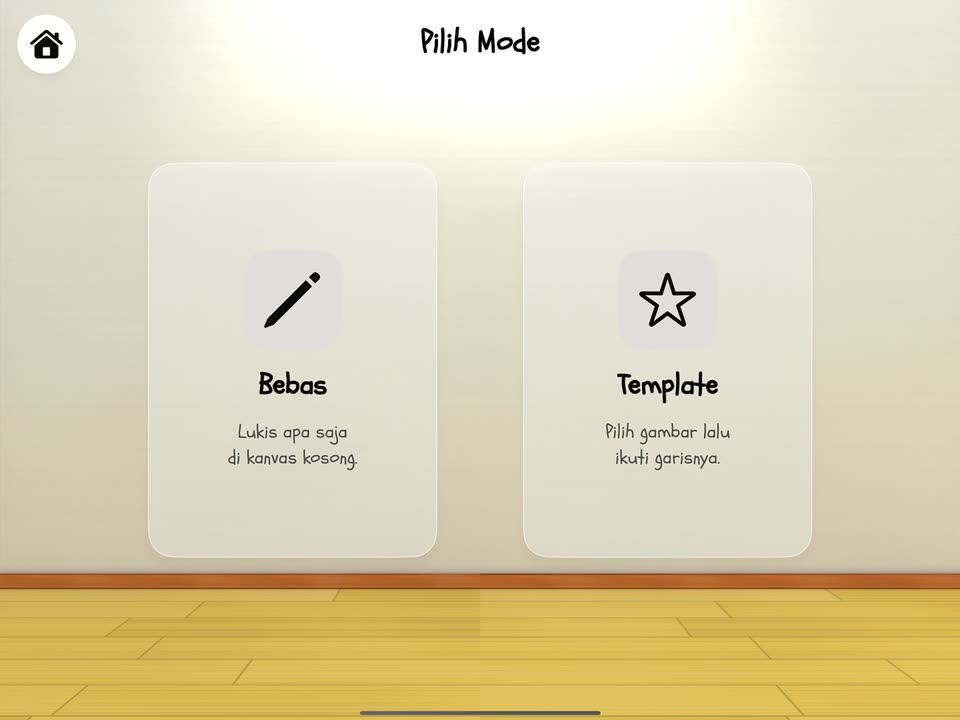 Pilih Mode
Bebas
Lukis apa saja
di kanvas kosong.
Template
Pilih gambar lalu
ikuti garisnya.